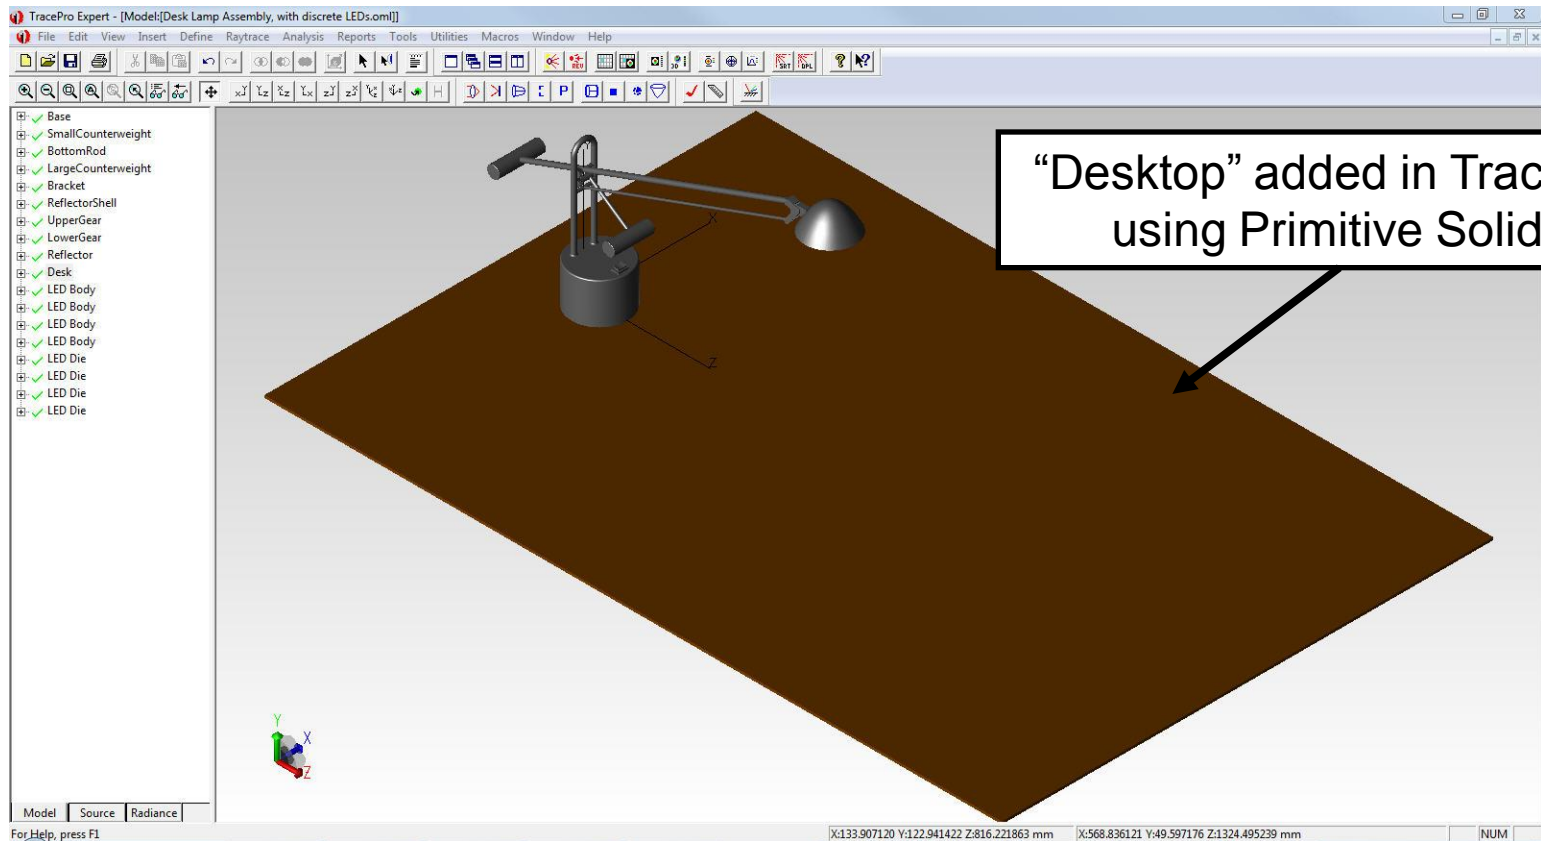 TracePro Expert - [Model:[Desk Lamp Assembly, with discrete LEDs.oml]]
File Edit View Insert Define Raytrace Analysis Reports Tools Utilities Macros Window Help
Base
SmallCounterweight
BottomRod
LargeCounterweight
Bracket
ReflectorShell
UpperGear
LowerGear
Reflector
Desk
LED Body
LED Body
LED Body
LED Body
LED Die
LED Die
LED Die
LED Die
“Desktop” added in Trac
using Primitive Solid
X
Z
Y
X
Z
Model Source Radiance
For Help, press F1
X:133.907120 Y:122.941422 Z:816.221863 mm X:568.836121 Y:49.597176 Z:1324.495239 mm NUM